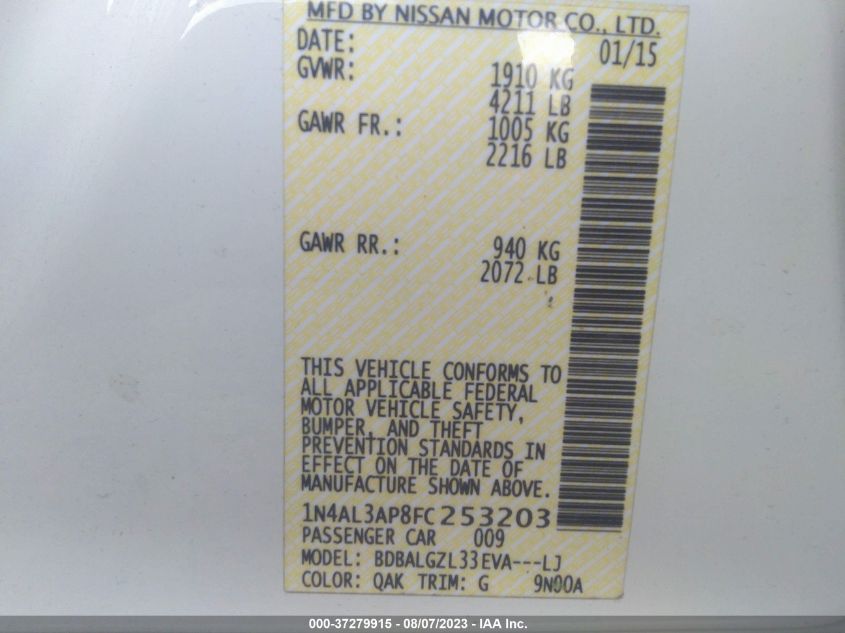 MFD BY NISSAN MOTOR CO., LTD.
DATE: 01/15
GVWR: 1910 KG
4211 LB
GAWR FR.: 1005 KG
2216 LB
GAWR RR.: 940 KG
2072 LB
THIS VEHICLE CONFORMS TO
ALL APPLICABLE FEDERAL
MOTOR VEHICLE SAFETY,
BUMPER, AND THEFT
PREVENTION STANDARDS IN
EFFECT ON THE DATE OF
MANUFACTURE SHOWN ABOVE.
1N4AL3AP8FC253203
PASSENGER CAR 009
MODEL: BDBALGZL33EVA---LJ
COLOR: QAK TRIM: G 9N00A
000-37279915 - 08/07/2023 - IAA Inc.